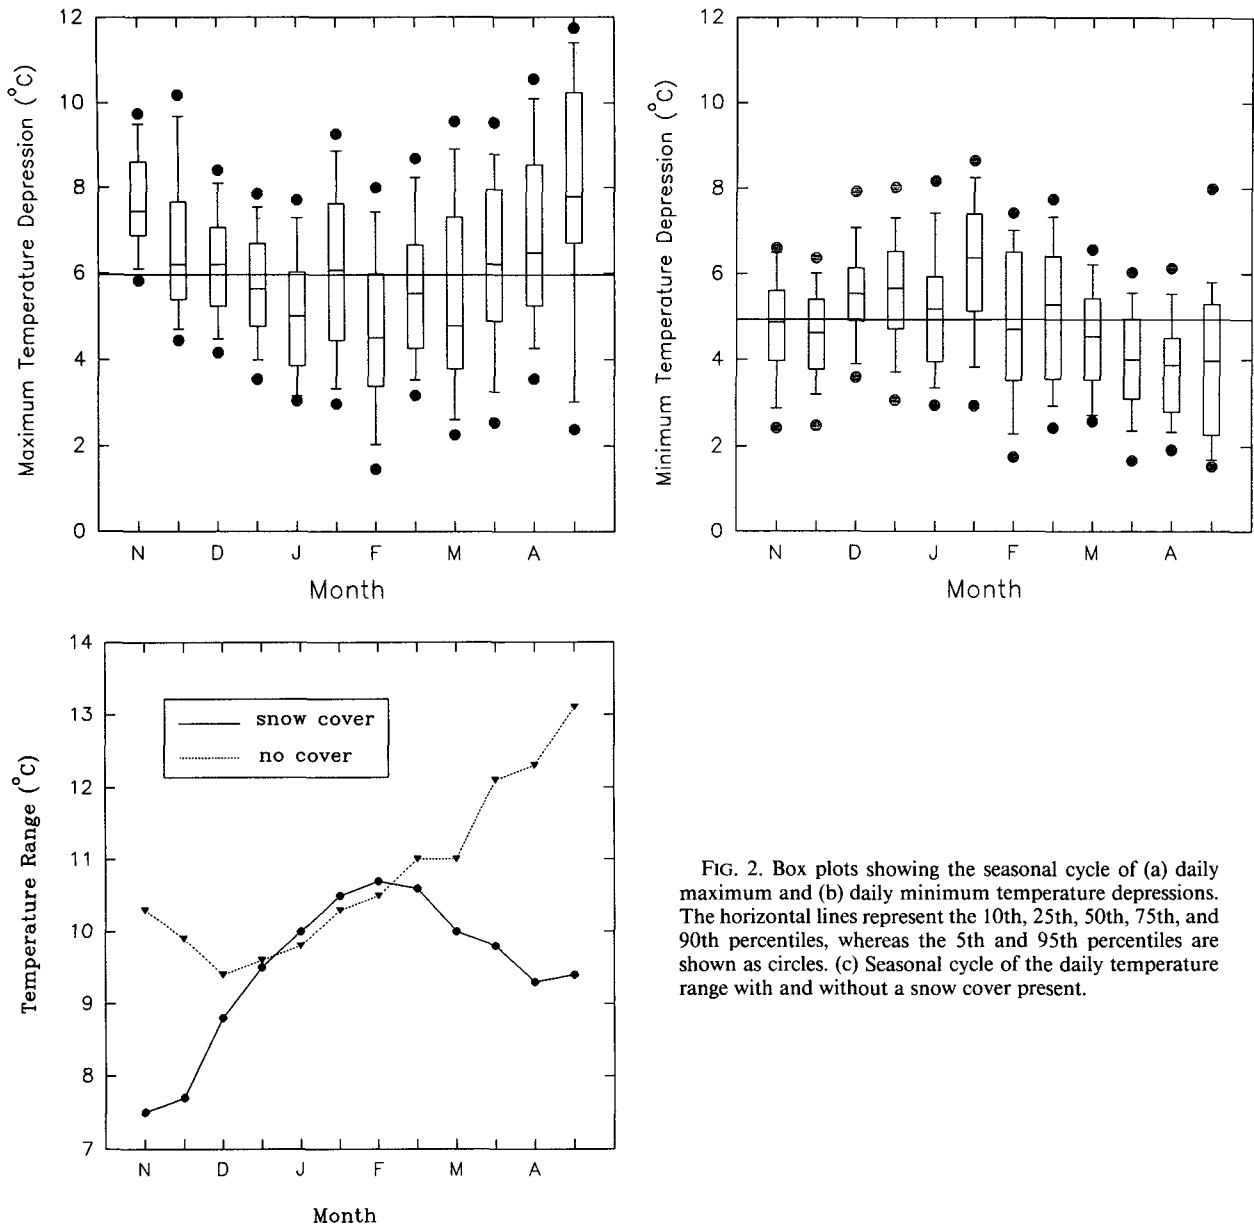 12
10
8
6
4
2
0
Maximum Temperature Depression (°C)
N D J F M A
Month
12
10
8
6
4
2
0
Minimum Temperature Depression (°C)
N D J F M A
Month
14
13
12
11
10
9
8
7
Temperature Range (°C)
snow cover
no cover
N D J F M A
Month
FIG. 2. Box plots showing the seasonal cycle of (a) daily
maximum and (b) daily minimum temperature depressions.
The horizontal lines represent the 10th, 25th, 50th, 75th, and
90th percentiles, whereas the 5th and 95th percentiles are
shown as circles. (c) Seasonal cycle of the daily temperature
range with and without a snow cover present.